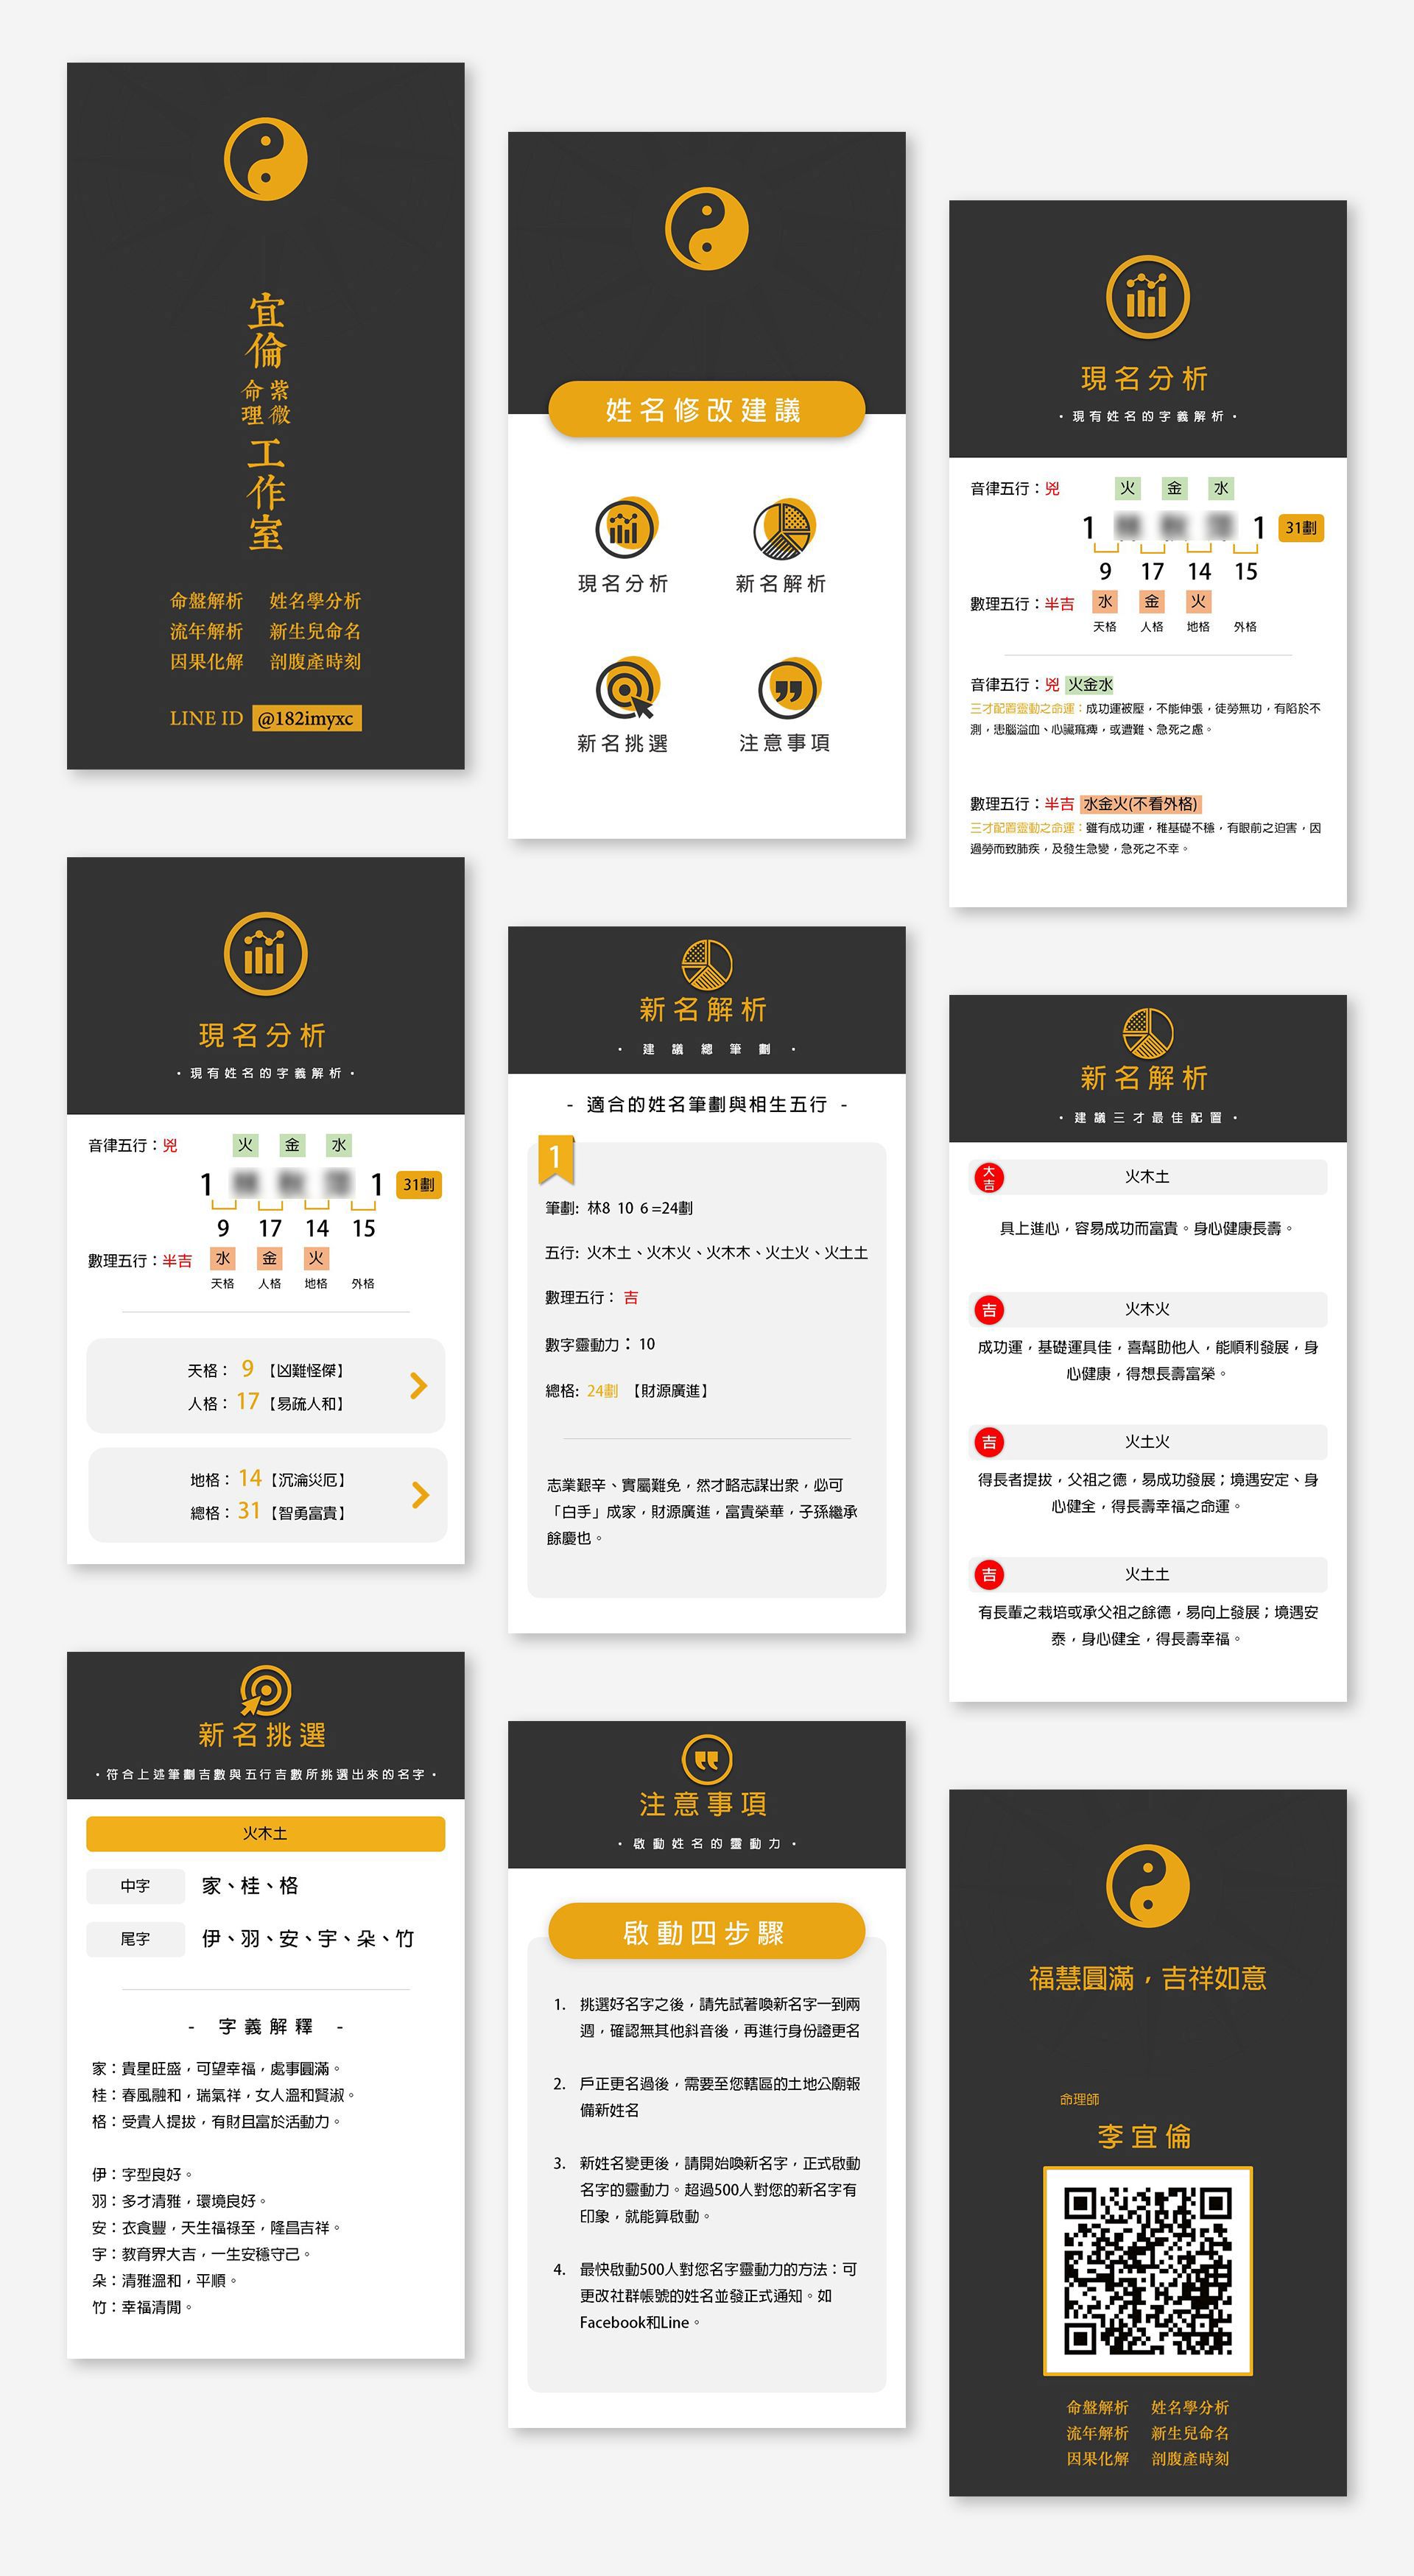 宜倫
紫微
命理
工作室
命盤解析 姓名學分析
流年解析 新生兒命名
因果化解 剖腹產時刻
LINE ID @182imyxc
姓名修改建議
現名分析 新名解析
新名挑選 注意事項
現名分析
・現有姓名的字義解析・
音律五行：兇 火 金 水
1 1 31劃
9 17 14 15
數理五行：半吉 水 金 火
天格 人格 地格 外格
音律五行：兇 火金水
三才配置靈動之命運：成功運被壓，不能伸張，徒勞無功，有陷於不
測，患腦溢血、心臟痲痺，或遭難、急死之慮。
數理五行：半吉 水金火(不看外格)
三才配置靈動之命運：雖有成功運，稚基礎不穩，有眼前之迫害，因
過勞而致肺疾，及發生急變，急死之不幸。
現名分析
・現有姓名的字義解析・
音律五行：兇 火 金 水
1 1 31劃
9 17 14 15
數理五行：半吉 水 金 火
天格 人格 地格 外格
天格： 9 【凶難怪傑】
人格： 17 【易疏人和】
地格： 14 【沉淪災厄】
總格： 31 【智勇富貴】
新名解析
・建議總筆劃・
- 適合的姓名筆劃與相生五行 -
1
筆劃: 林8 10 6 =24劃
五行: 火木土、火木火、火木木、火土火、火土土
數理五行： 吉
數字靈動力：10
總格: 24劃 【財源廣進】
志業艱辛、實屬難免，然才略志謀出衆，必可
「白手」成家，財源廣進，富貴榮華，子孫繼承
餘慶也。
新名解析
・建議三才最佳配置・
大吉 火木土
具上進心，容易成功而富貴。身心健康長壽。
吉 火木火
成功運，基礎運具佳，喜幫助他人，能順利發展，身
心健康，得想長壽富榮。
吉 火土火
得長者提拔，父祖之德，易成功發展；境遇安定、身
心健全，得長壽幸福之命運。
吉 火土土
有長輩之栽培或承父祖之餘德，易向上發展；境遇安
泰，身心健全，得長壽幸福。
新名挑選
・符合上述筆劃吉數與五行吉數所挑選出來的名字・
火木土
中字 家、桂、格
尾字 伊、羽、安、宇、朵、竹
- 字義解釋 -
家：貴星旺盛，可望幸福，處事圓滿。
桂：春風融和，瑞氣祥，女人溫和賢淑。
格：受貴人提拔，有財且富於活動力。
伊：字型良好。
羽：多才清雅，環境良好。
安：衣食豐，天生福祿至，隆昌吉祥。
宇：教育界大吉，一生安穩守己。
朵：清雅溫和，平順。
竹：幸福清閒。
注意事項
・啟動姓名的靈動力・
啟動四步驟
1. 挑選好名字之後，請先試著喚新名字一到兩
週，確認無其他斜音後，再進行身份證更名
2. 戶正更名過後，需要至您轄區的土地公廟報
備新姓名
3. 新姓名變更後，請開始喚新名字，正式啟動
名字的靈動力。超過500人對您的新名字有
印象，就能算啟動。
4. 最快啟動500人對您名字靈動力的方法：可
更改社群帳號的姓名並發正式通知。如
Facebook和Line。
福慧圓滿，吉祥如意
命理師
李宜倫
命盤解析 姓名學分析
流年解析 新生兒命名
因果化解 剖腹產時刻